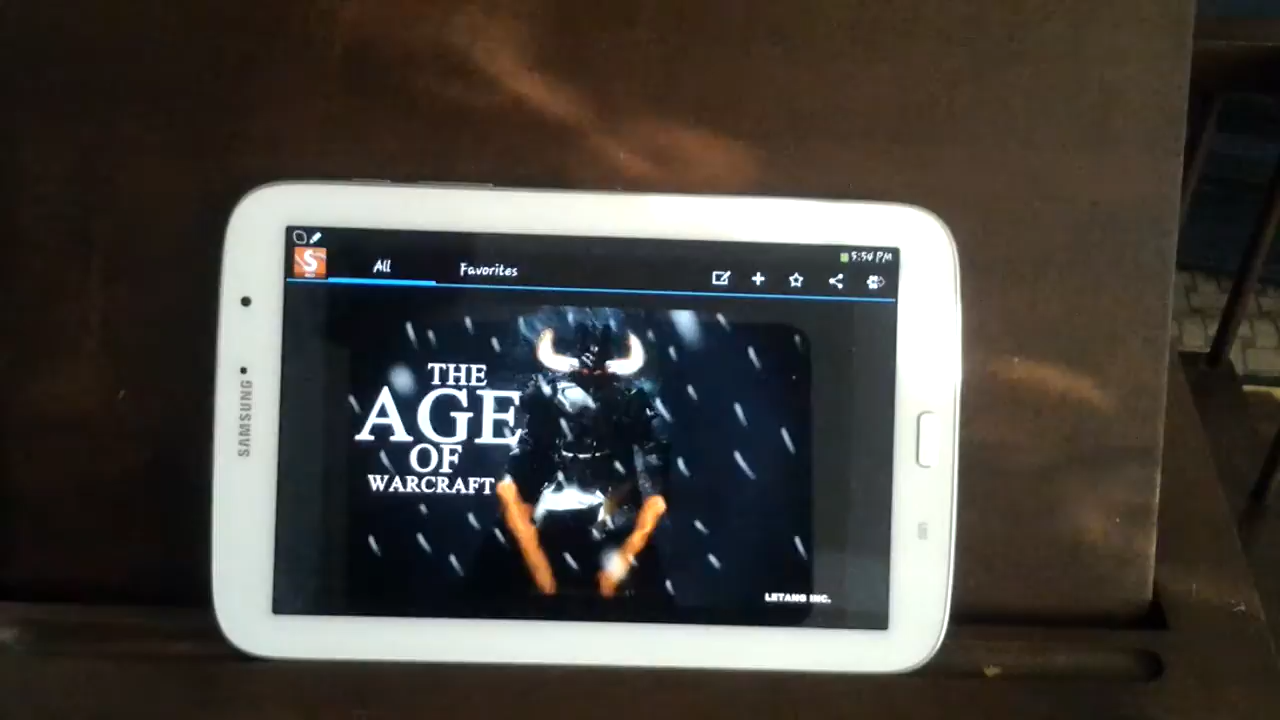 5:54 PM
S
All
Favorites
THE
AGE
OF
WARCRAFT
LETANG INC.
SAMSUNG